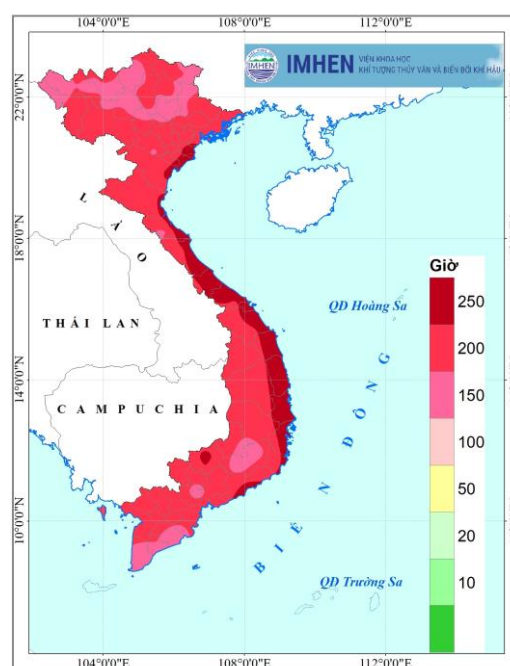 104°0'0"E
108°0'0"E
112°0'0"E
IMHEN
VIỆN KHOA HỌC
KHÍ TƯỢNG THỦY VĂN VÀ BIẾN ĐỔI KHÍ HẬU
22°0'0"N
18°0'0"N
14°0'0"N
10°0'0"N
LÀO
THÁI LAN
CAMPUCHIA
QĐ Hoàng Sa
BIỂN ĐÔNG
QĐ Trường Sa
Giờ
250
200
150
100
50
20
10
104°0'0"E
108°0'0"E
112°0'0"E